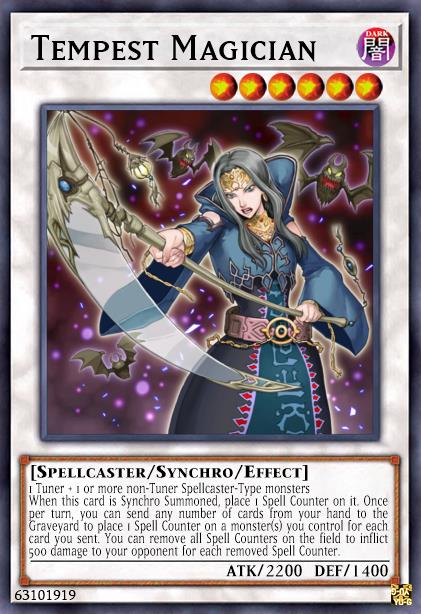 Tempest Magician
DARK
闇
[Spellcaster/Synchro/Effect]
1 Tuner + 1 or more non-Tuner Spellcaster-Type monsters
When this card is Synchro Summoned, place 1 Spell Counter on it. Once
per turn, you can send any number of cards from your hand to the
Graveyard to place 1 Spell Counter on a monster(s) you control for each
card you sent. You can remove all Spell Counters on the field to inflict
500 damage to your opponent for each removed Spell Counter.
ATK/2200 DEF/1400
63101919